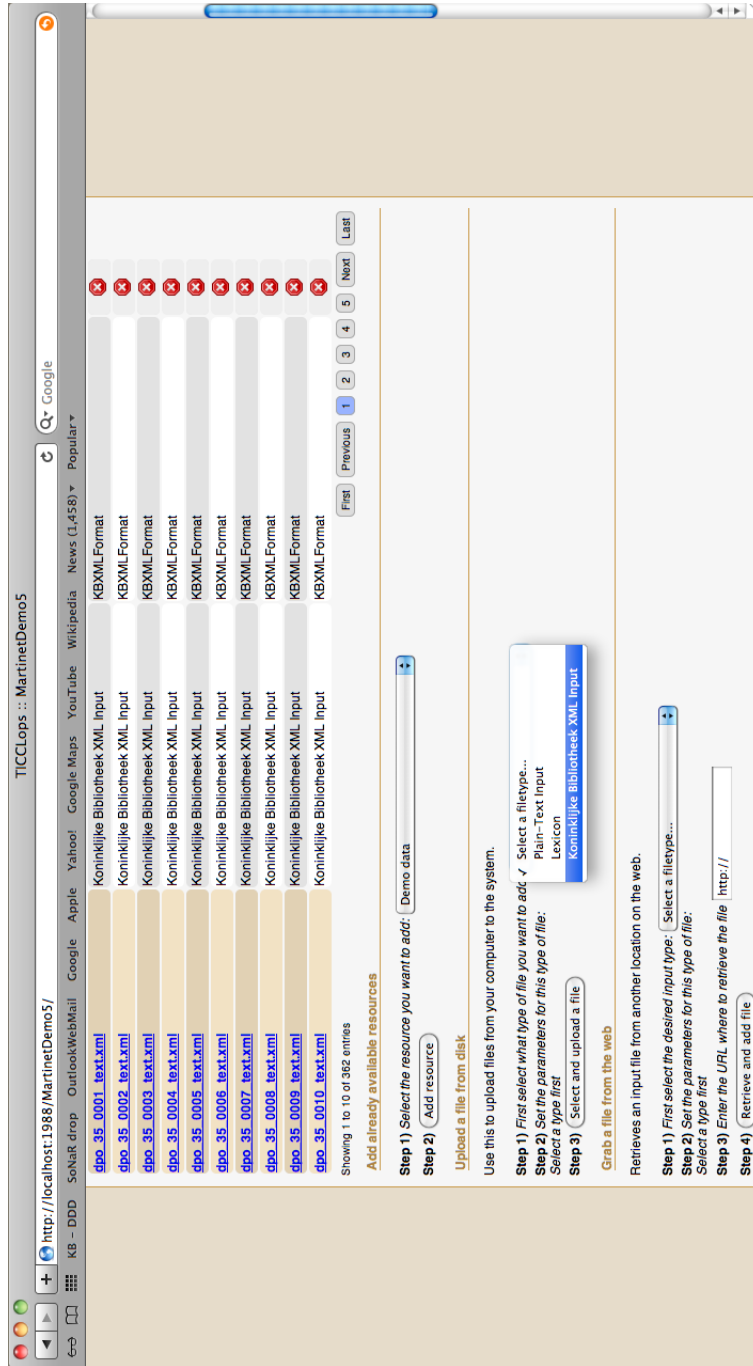 TICCLops :: MartinetDemo5
http://localhost:1988/MartinetDemo5/
Google
KB – DDD SoNaR drop OutlookWebMail Google Apple Yahoo! Google Maps YouTube Wikipedia News (1,458) ▾ Popular ▾
dpo_35_0001_text.xml Koninklijke Bibliotheek XML Input KBXMLFormat
dpo_35_0002_text.xml Koninklijke Bibliotheek XML Input KBXMLFormat
dpo_35_0003_text.xml Koninklijke Bibliotheek XML Input KBXMLFormat
dpo_35_0004_text.xml Koninklijke Bibliotheek XML Input KBXMLFormat
dpo_35_0005_text.xml Koninklijke Bibliotheek XML Input KBXMLFormat
dpo_35_0006_text.xml Koninklijke Bibliotheek XML Input KBXMLFormat
dpo_35_0007_text.xml Koninklijke Bibliotheek XML Input KBXMLFormat
dpo_35_0008_text.xml Koninklijke Bibliotheek XML Input KBXMLFormat
dpo_35_0009_text.xml Koninklijke Bibliotheek XML Input KBXMLFormat
dpo_35_0010_text.xml Koninklijke Bibliotheek XML Input KBXMLFormat
Showing 1 to 10 of 362 entries
First Previous 1 2 3 4 5 Next Last
Add already available resources
Step 1) Select the resource you want to add: Demo data
Step 2) Add resource
Upload a file from disk
Use this to upload files from your computer to the system.
Step 1) First select what type of file you want to add ✓ Select a filetype...
Plain-Text Input
Lexicon
Koninklijke Bibliotheek XML Input
Step 2) Set the parameters for this type of file:
Select a type first
Step 3) Select and upload a file
Grab a file from the web
Retrieves an input file from another location on the web.
Step 1) First select the desired input type: Select a filetype...
Step 2) Set the parameters for this type of file:
Select a type first
Step 3) Enter the URL where to retrieve the file http://
Step 4) Retrieve and add file